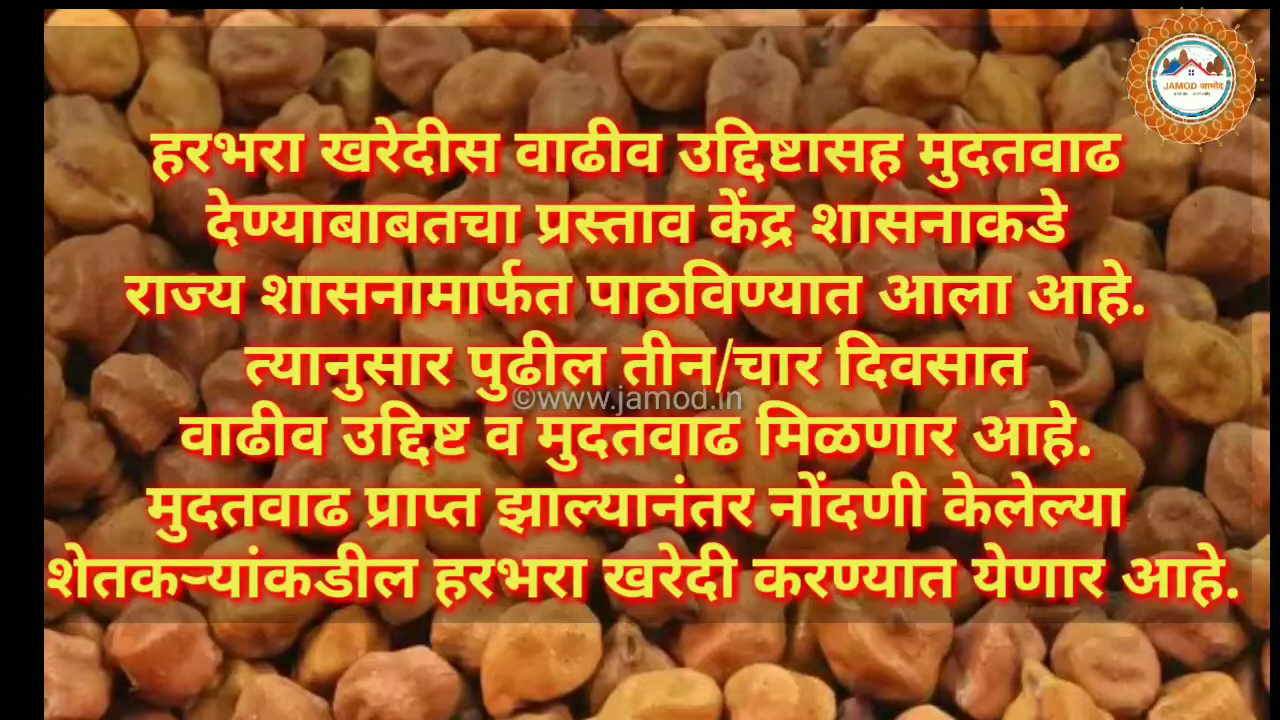 JAMOD जामोद
हरभरा खरेदीस वाढीव उद्दिष्टासह मुदतवाढ
देण्याबाबतचा प्रस्ताव केंद्र शासनाकडे
राज्य शासनामार्फत पाठविण्यात आला आहे.
त्यानुसार पुढील तीन/चार दिवसात
©www.jamod.in
वाढीव उद्दिष्ट व मुदतवाढ मिळणार आहे.
मुदतवाढ प्राप्त झाल्यानंतर नोंदणी केलेल्या
शेतकऱ्यांकडील हरभरा खरेदी करण्यात येणार आहे.